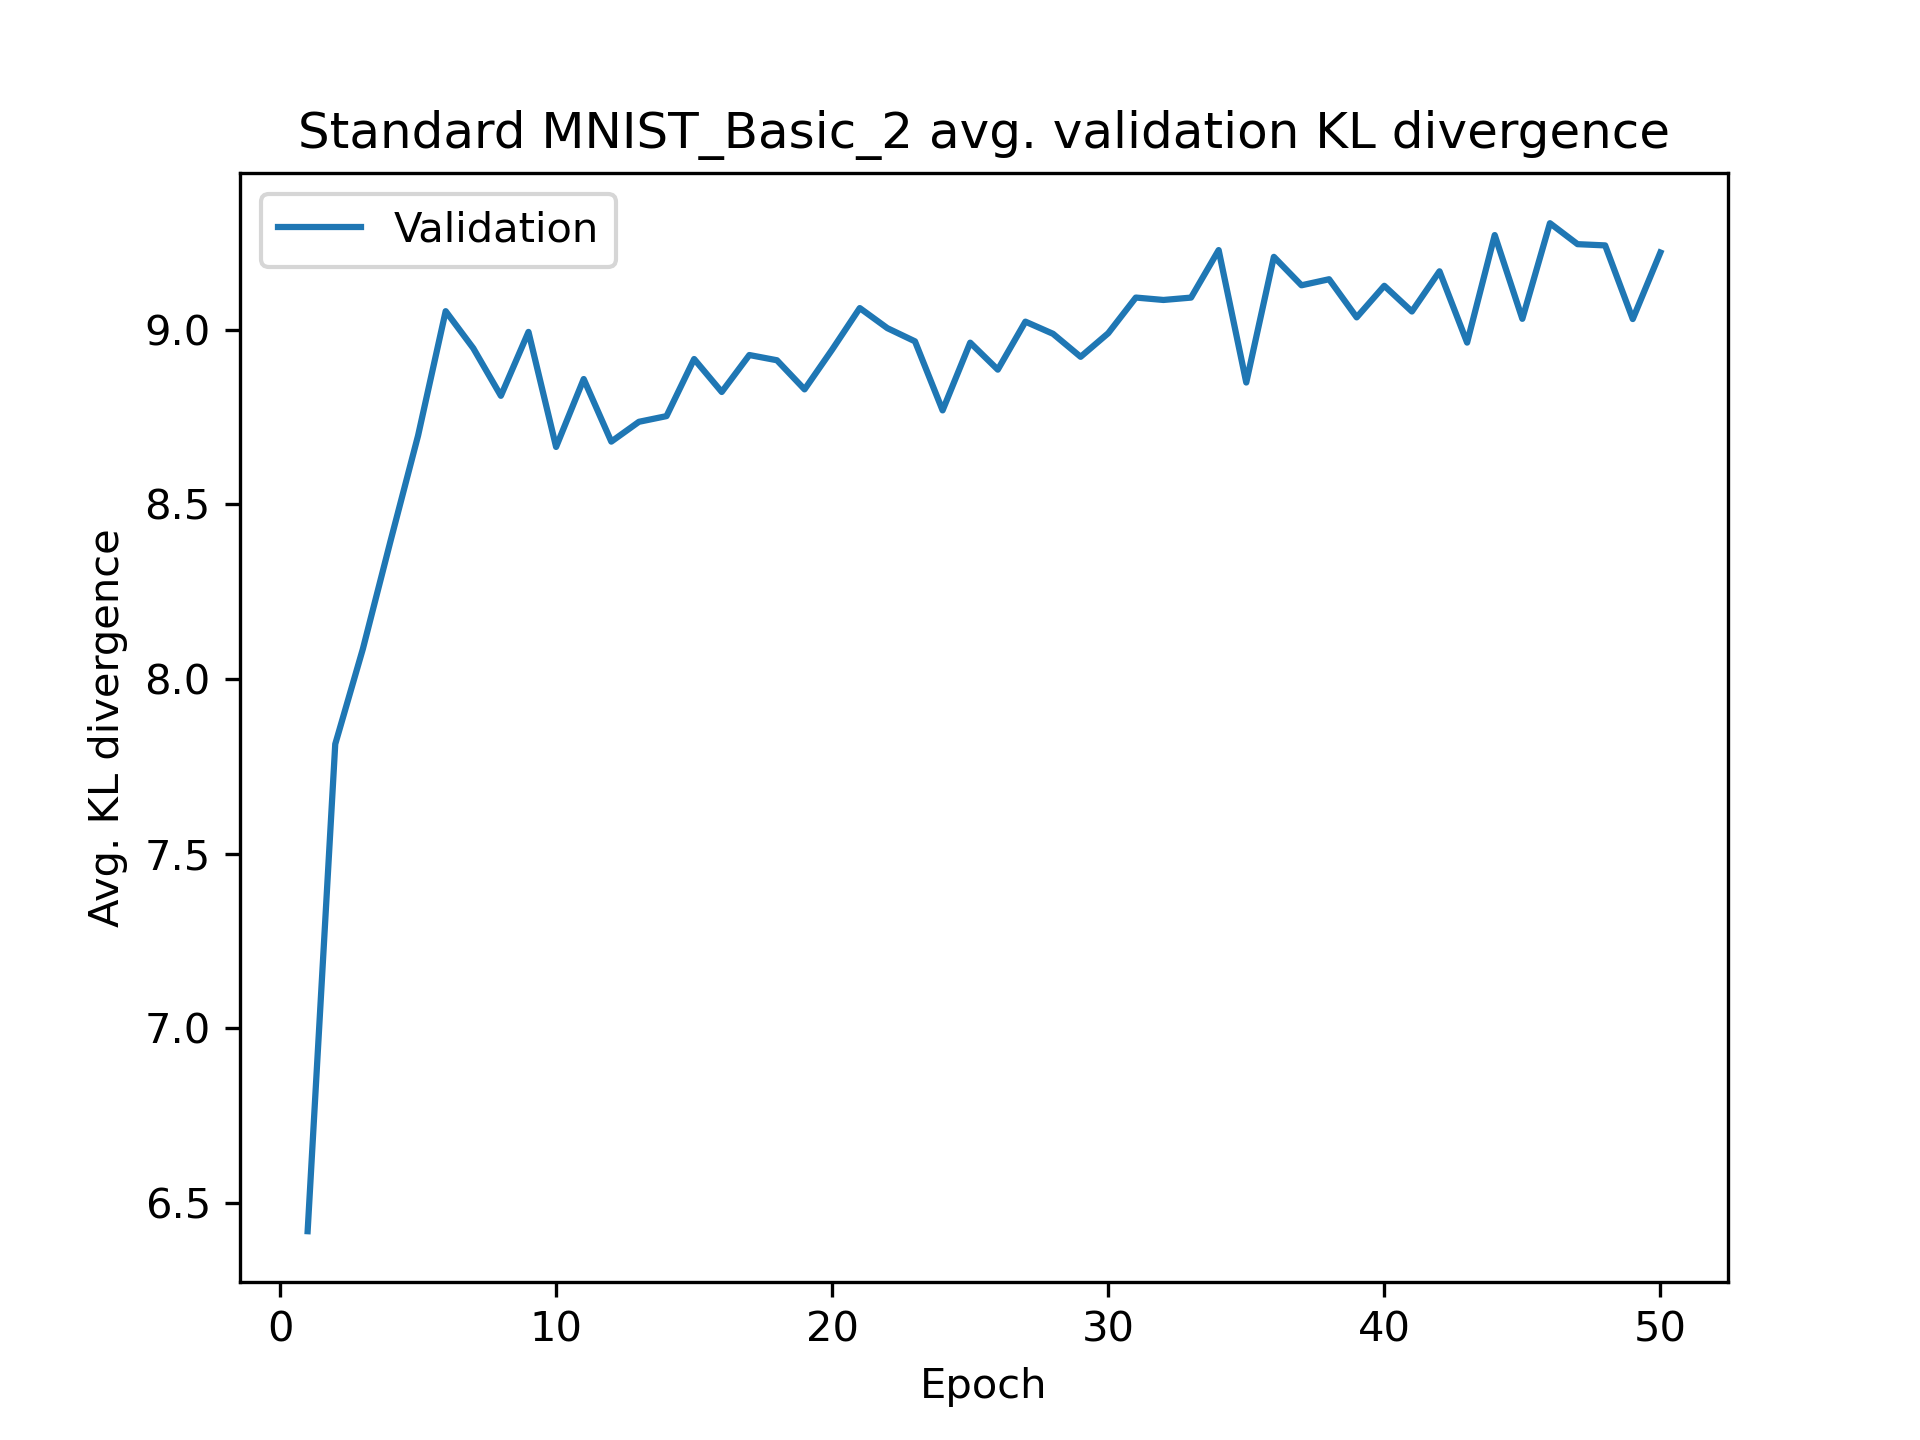 Standard MNIST_Basic_2 avg. validation KL divergence
Validation
Avg. KL divergence
9.0
8.5
8.0
7.5
7.0
6.5
0 10 20 30 40 50
Epoch